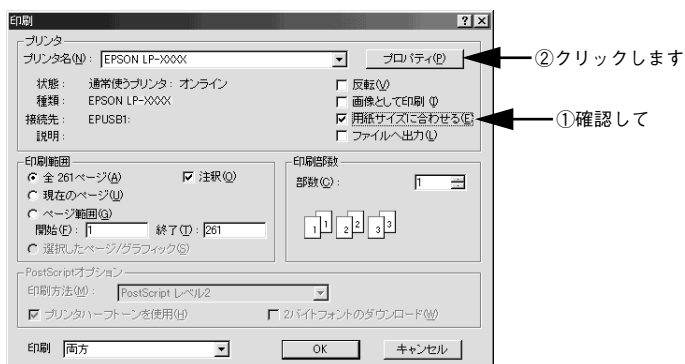 印刷
プリンタ
プリンタ名(N): EPSON LP-XXXX プロパティ(P) ②クリックします
状態: 通常使うプリンタ: オンライン 反転(V)
種類: EPSON LP-XXXX 画像として印刷(I)
接続先: EPUSB1: 用紙サイズに合わせる(E) ①確認して
説明: ファイルへ出力(L)
印刷範囲 印刷部数
全 261ページ(A) 注釈(O) 部数(C): 1
現在のページ(U)
ページ範囲(G)
開始(F): 1 終了(T): 261 1 1 2 2 3 3
選択したページ/グラフィック(S)
PostScriptオプション
印刷方法(M): PostScript レベル2
プリンタハーフトーンを使用(H) 2バイトフォントのダウンロード(W)
印刷 両方 OK キャンセル